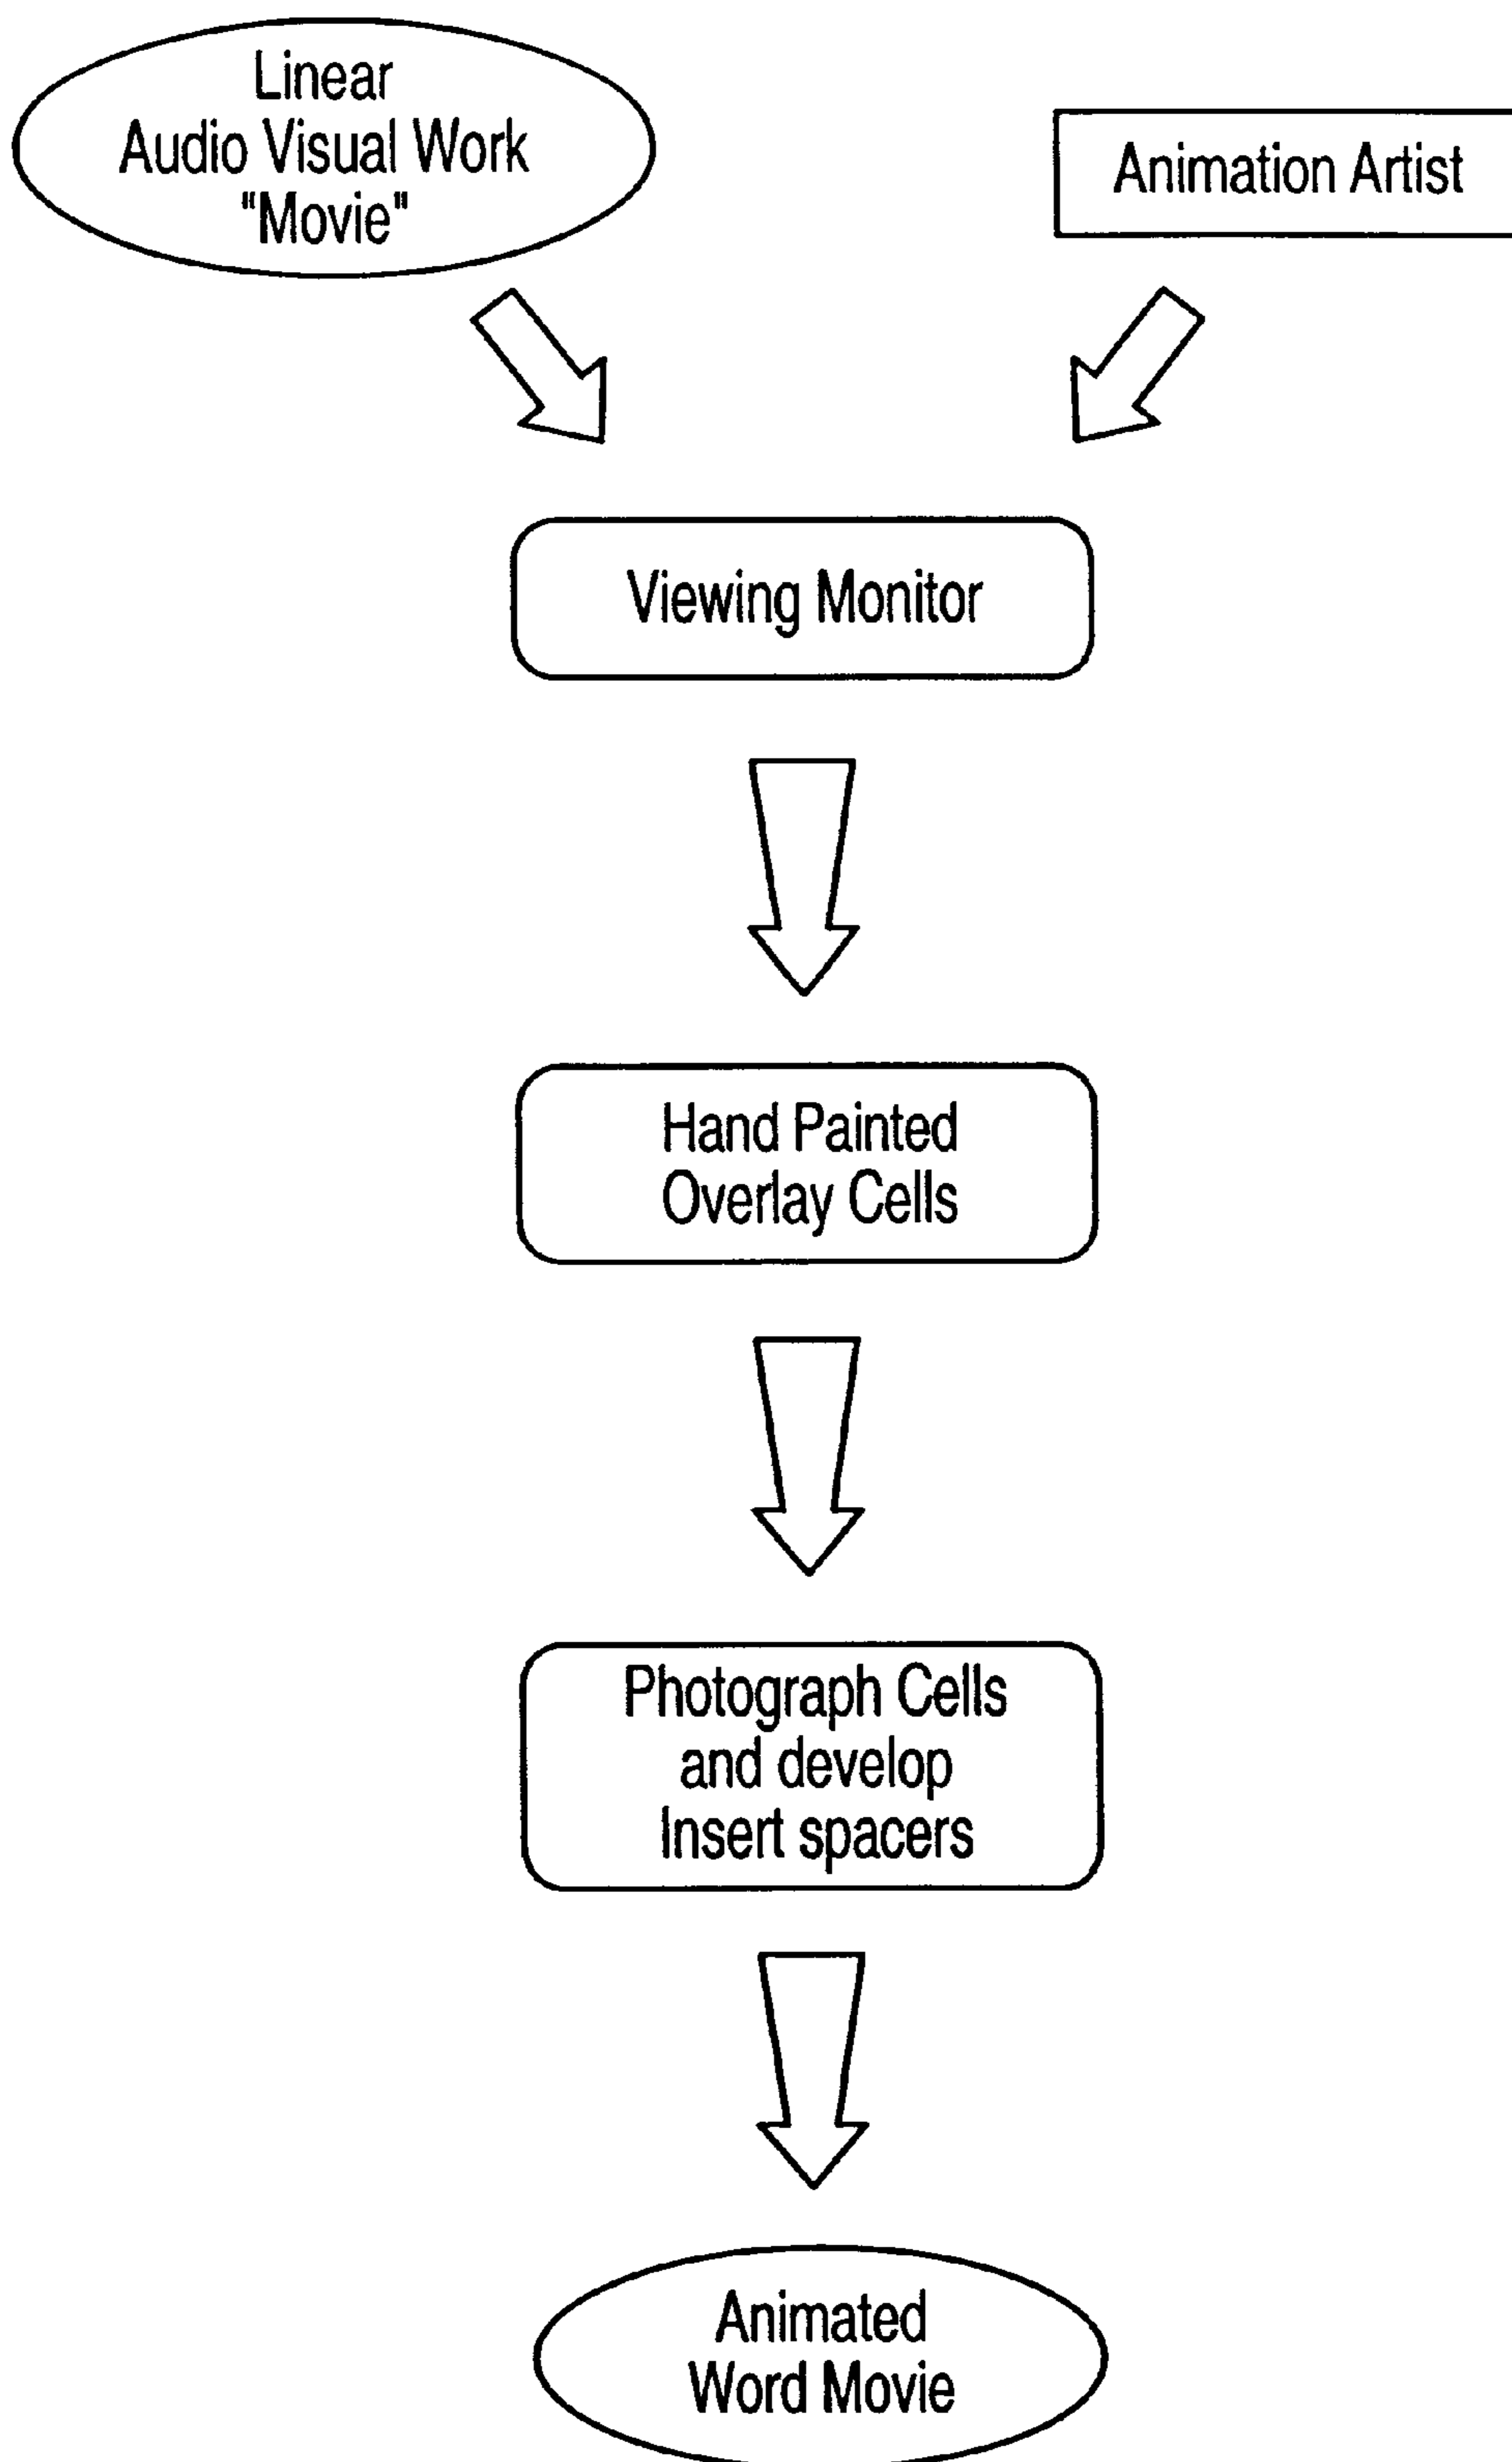 Linear
Audio Visual Work
"Movie"
Animation Artist
Viewing Monitor
Hand Painted
Overlay Cells
Photograph Cells
and develop
Insert spacers
Animated
Word Movie